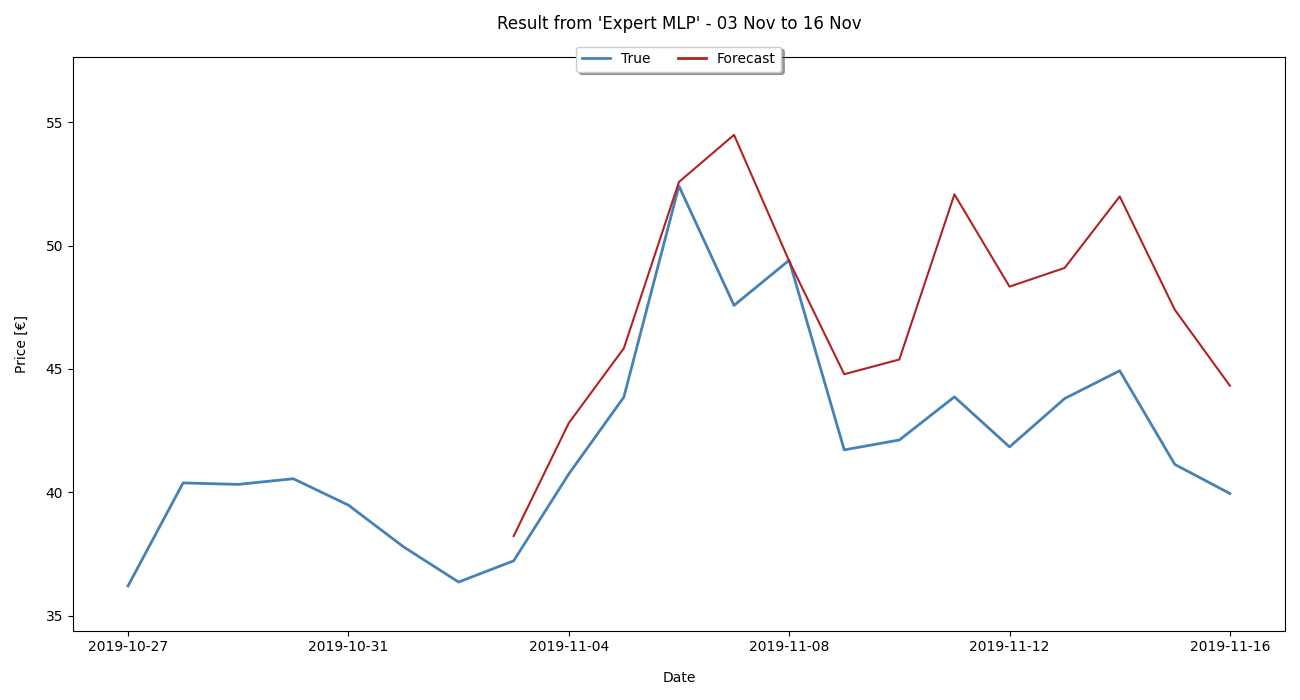 Result from 'Expert MLP' - 03 Nov to 16 Nov
True Forecast
55
50
45
40
35
Price [€]
2019-10-27 2019-10-31 2019-11-04 2019-11-08 2019-11-12 2019-11-16
Date